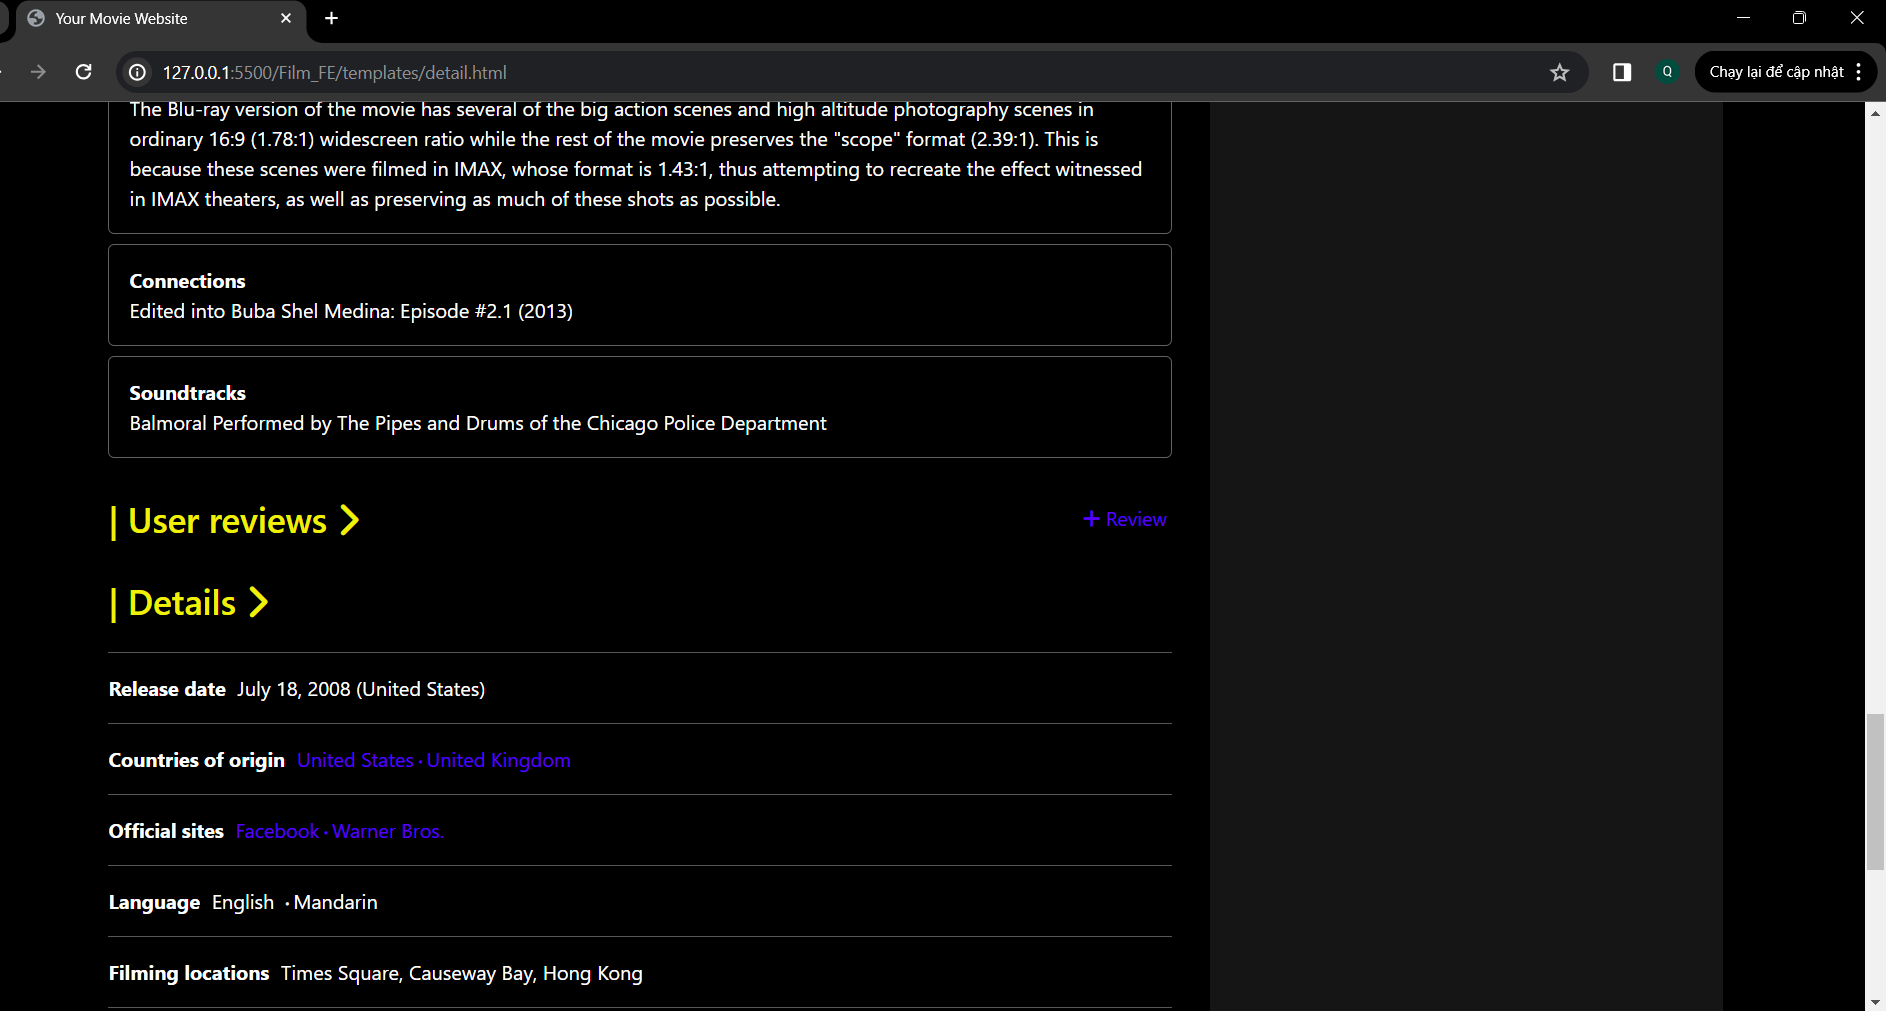 Your Movie Website
127.0.0.1:5500/Film_FE/templates/detail.html
Q
Chạy lại để cập nhật
The Blu-ray version of the movie has several of the big action scenes and high altitude photography scenes in
ordinary 16:9 (1.78:1) widescreen ratio while the rest of the movie preserves the "scope" format (2.39:1). This is
because these scenes were filmed in IMAX, whose format is 1.43:1, thus attempting to recreate the effect witnessed
in IMAX theaters, as well as preserving as much of these shots as possible.
Connections
Edited into Buba Shel Medina: Episode #2.1 (2013)
Soundtracks
Balmoral Performed by The Pipes and Drums of the Chicago Police Department
| User reviews
+ Review
| Details
Release date July 18, 2008 (United States)
Countries of origin United States · United Kingdom
Official sites Facebook · Warner Bros.
Language English · Mandarin
Filming locations Times Square, Causeway Bay, Hong Kong